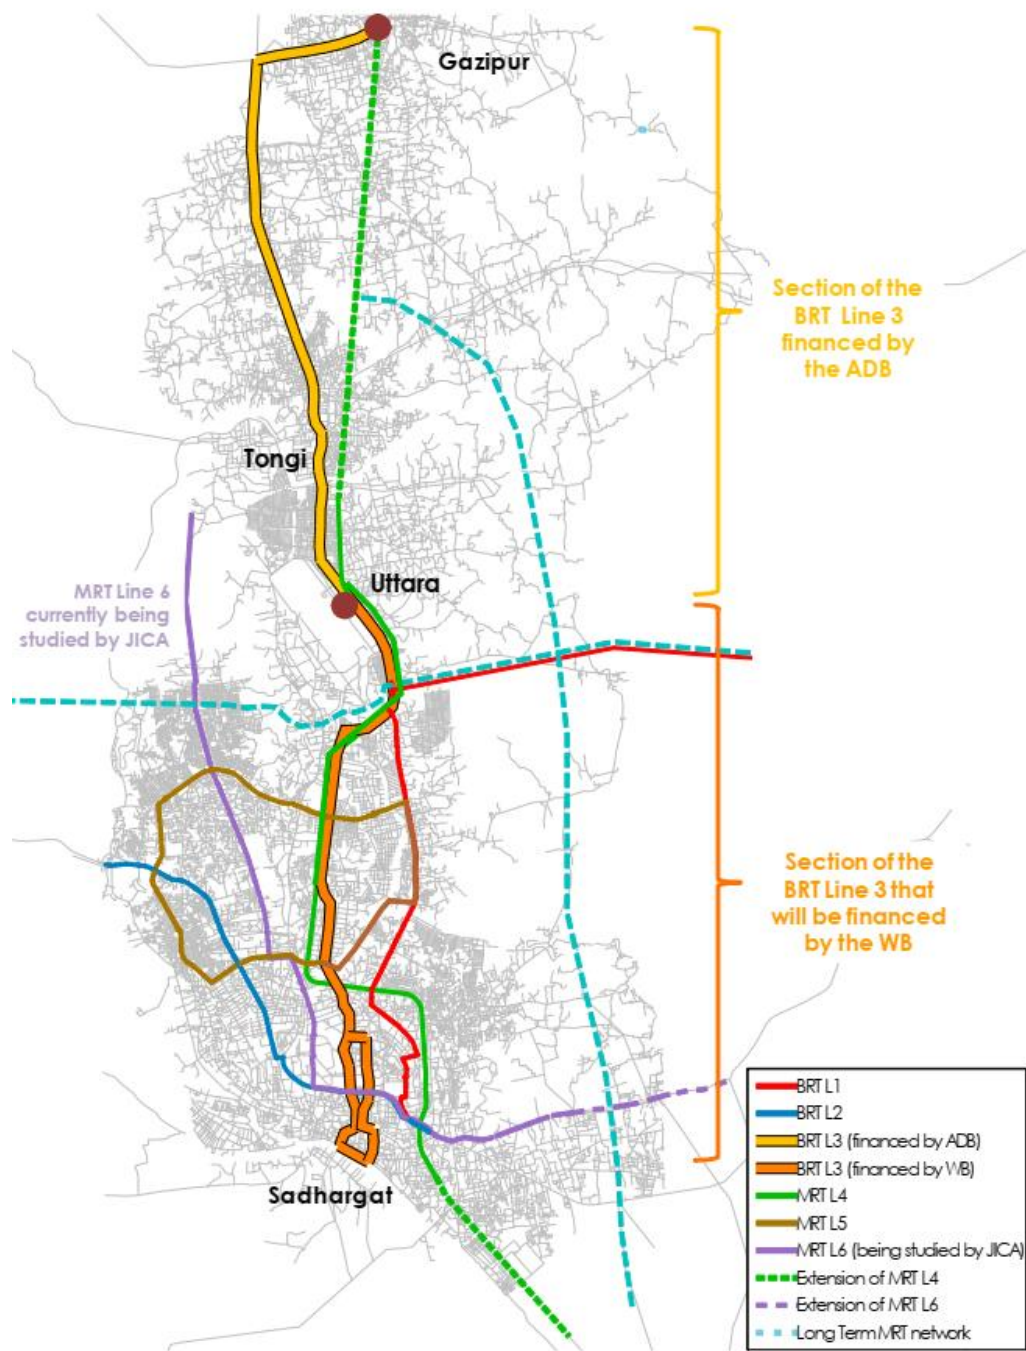 Gazipur
Section of the
BRT Line 3
financed by
the ADB
Tongi
Uttara
MRT Line 6
currently being
studied by JICA
Section of the
BRT Line 3 that
will be financed
by the WB
Sadhargat
BRT L1
BRT L2
BRT L3 (financed by ADB)
BRT L3 (financed by WB)
MRT L4
MRT L5
MRT L6 (being studied by JICA)
Extension of MRT L4
Extension of MRT L6
Long Term MRT network